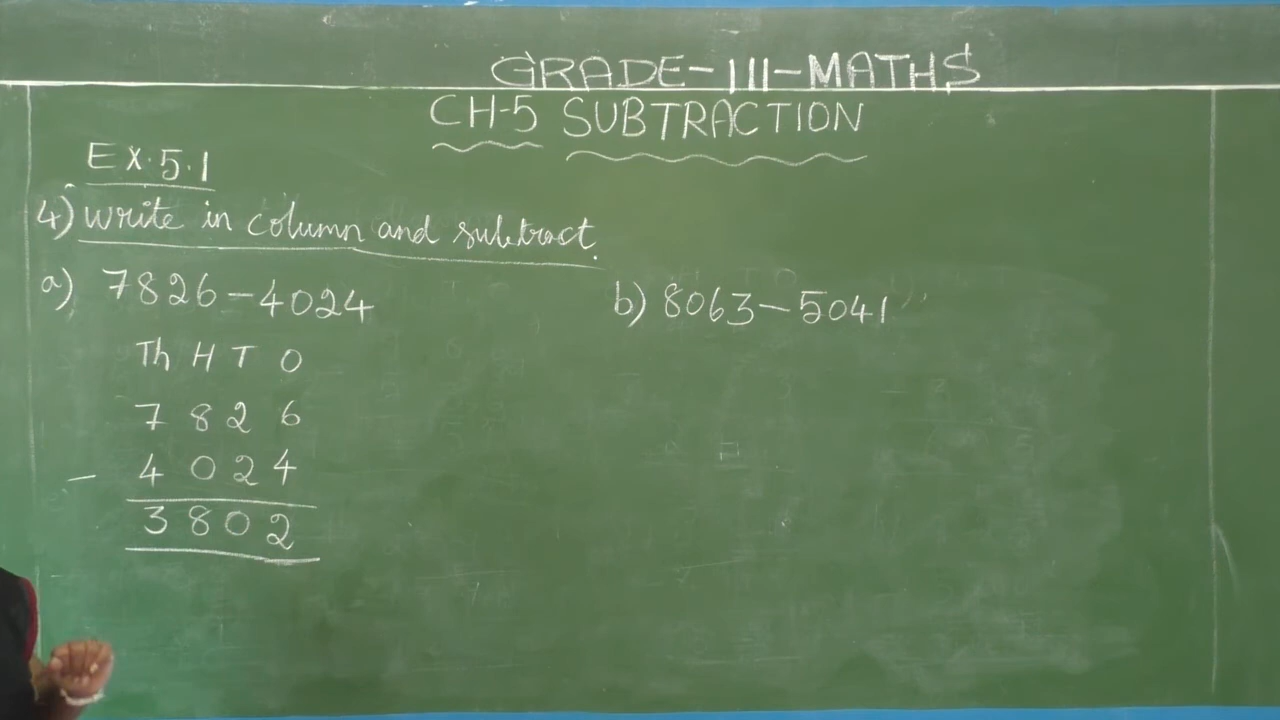 GRADE-III-MATHS
CH-5 SUBTRACTION
EX.5.1
4) write in column and subtract.
a) 7826-4024
Th H T O
7 8 2 6
- 4 0 2 4
3 8 0 2
b) 8063-5041